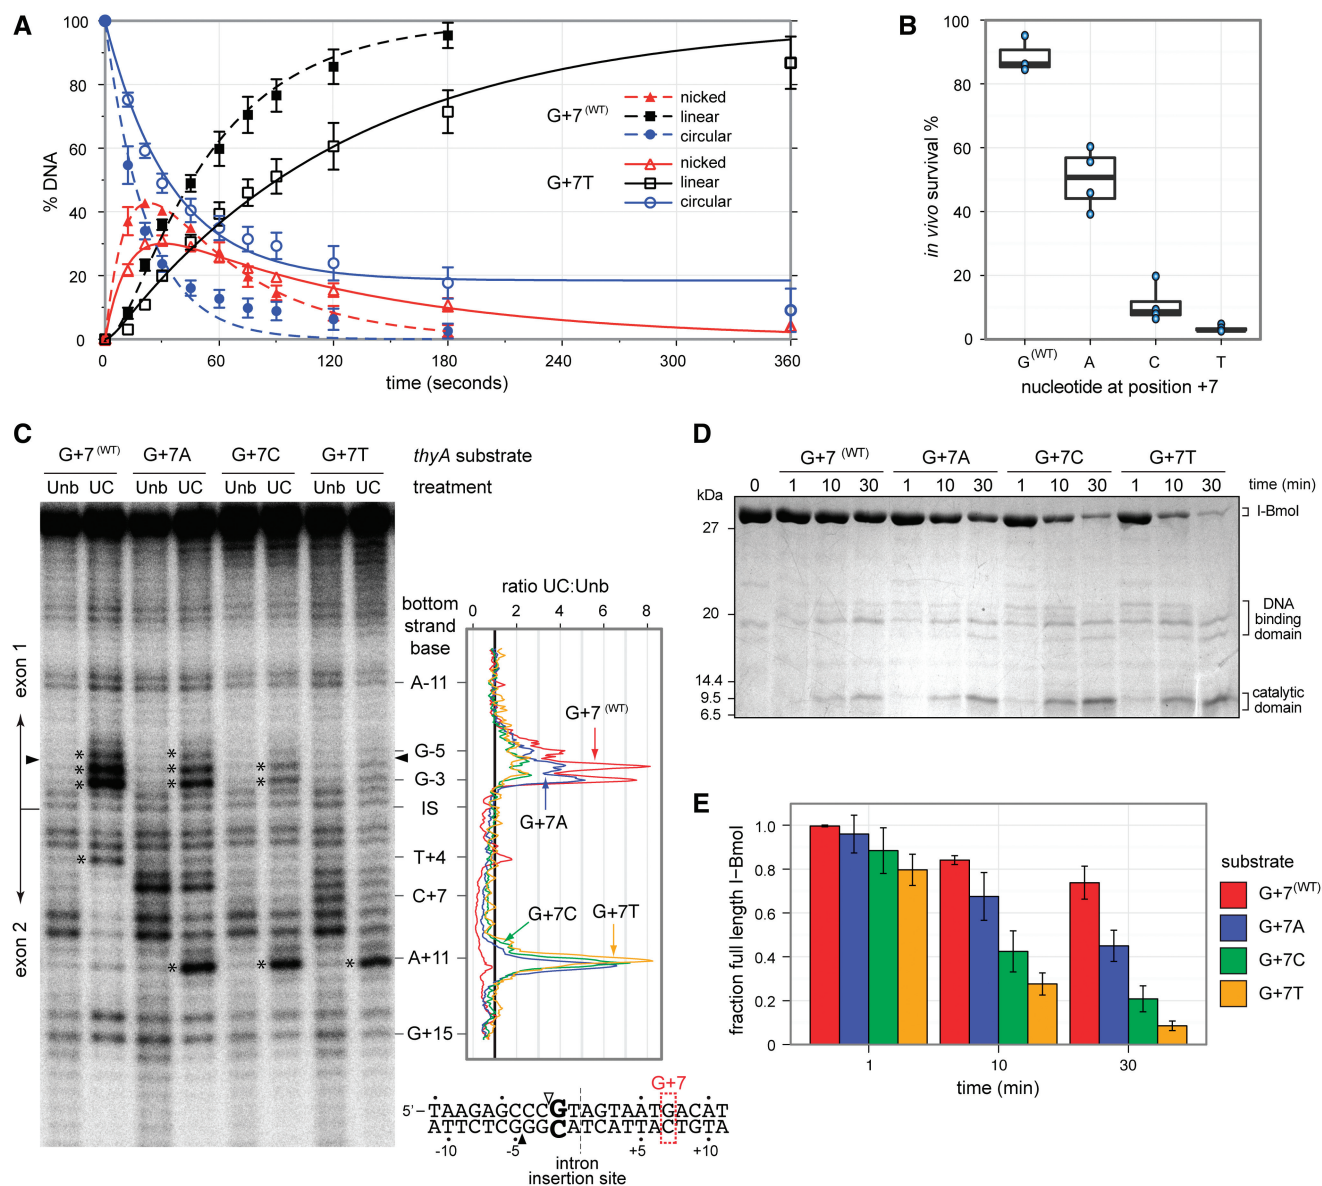 A
100
80
60
40
20
0
% DNA
0
60
120
180
240
300
360
time (seconds)
G+7 (WT)
nicked
linear
circular
G+7T
nicked
linear
circular
B
100
80
60
40
20
0
in vivo survival %
G(WT)
A
C
T
nucleotide at position +7
C
G+7 (WT)
G+7A
G+7C
G+7T
thyA substrate
Unb UC Unb UC Unb UC Unb UC
treatment
exon 1
exon 2
*
*
*
*
*
*
*
*
*
*
*
*
bottom
strand
base
A-11
G-5
G-3
IS
T+4
C+7
A+11
G+15
ratio UC:Unb
0 2 4 6 8
G+7 (WT)
G+7A
G+7C
G+7T
G+7
5'–TAAGAGCCCGTAGTAATGACAT
ATTCTCGGGCATCATTACTGTA
-10 -5 +5 +10
intron
insertion site
D
G+7 (WT)
G+7A
G+7C
G+7T
kDa
0 1 10 30 1 10 30 1 10 30 1 10 30
time (min)
27
20
14.4
9.5
6.5
I-BmoI
DNA
binding
domain
catalytic
domain
E
fraction full length I–BmoI
1.0
0.8
0.6
0.4
0.2
0
1
10
30
time (min)
substrate
G+7(WT)
G+7A
G+7C
G+7T